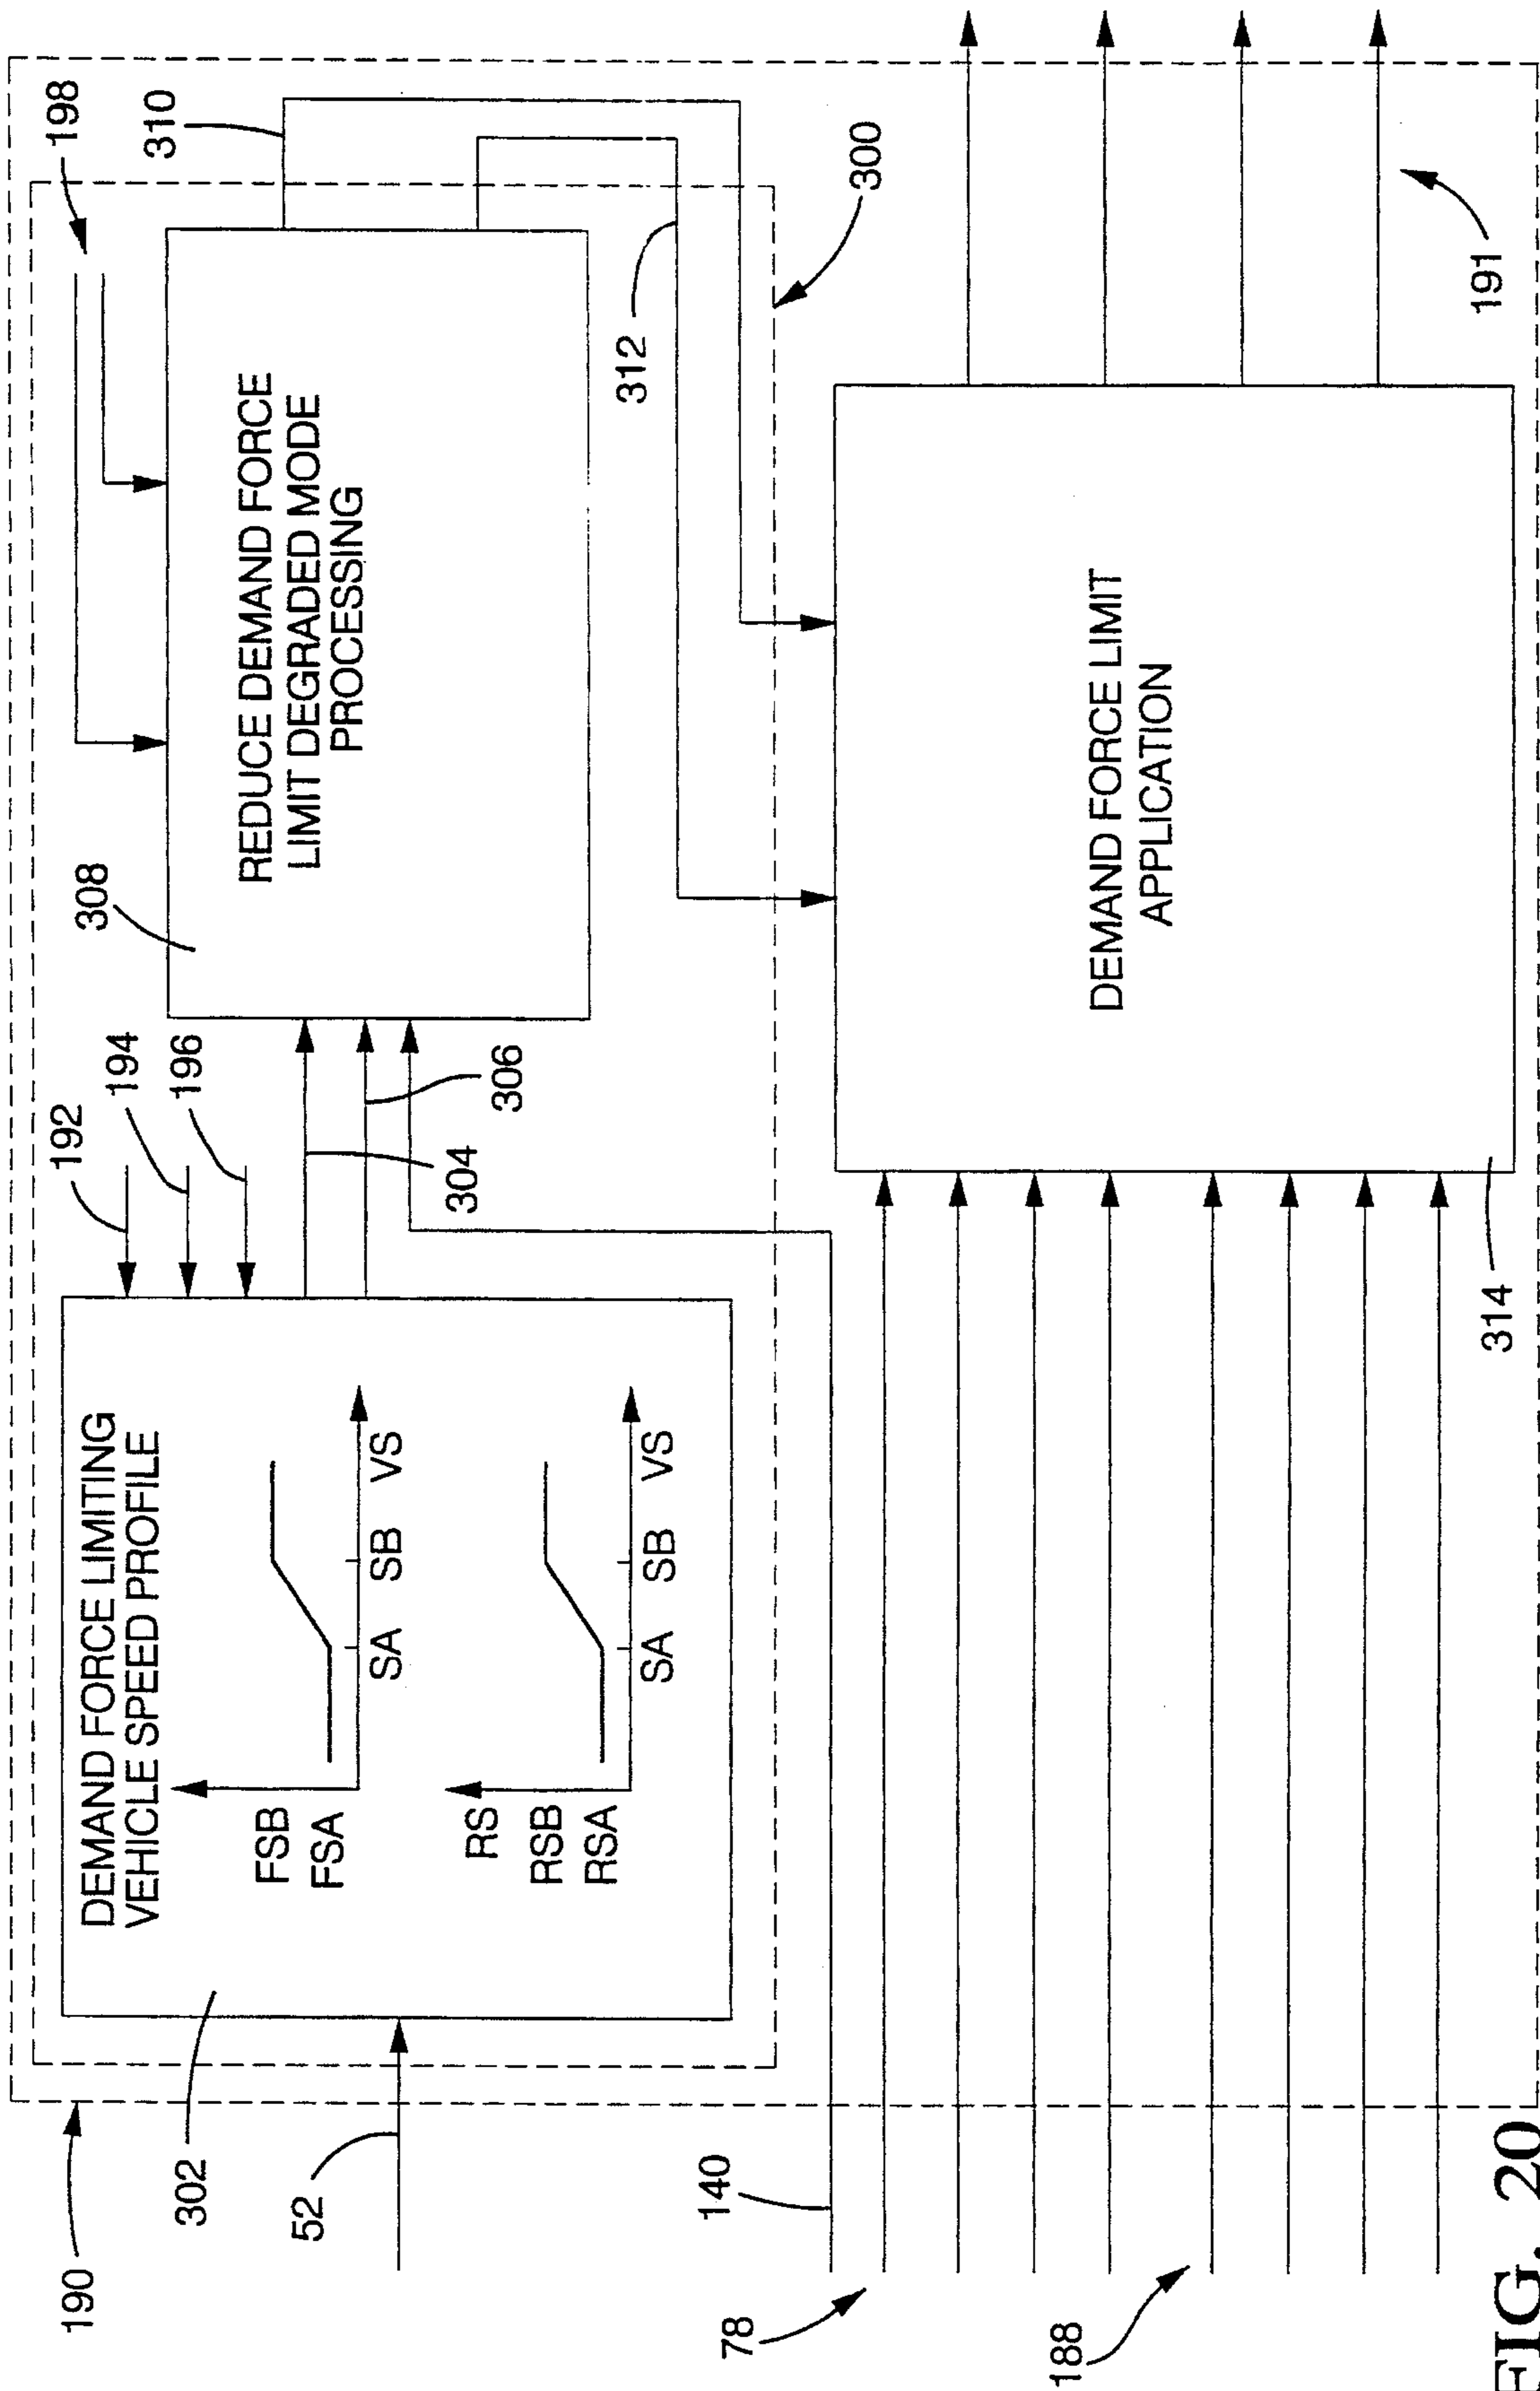 190
302
52
DEMAND FORCE LIMITING
VEHICLE SPEED PROFILE
FSB
FSA
SA
SB
VS
RS
RSB
RSA
SA
SB
VS
192
194
196
304
306
308
REDUCE DEMAND FORCE
LIMIT DEGRADED MODE
PROCESSING
198
310
312
300
140
78
188
DEMAND FORCE LIMIT
APPLICATION
314
191
FIG. 20